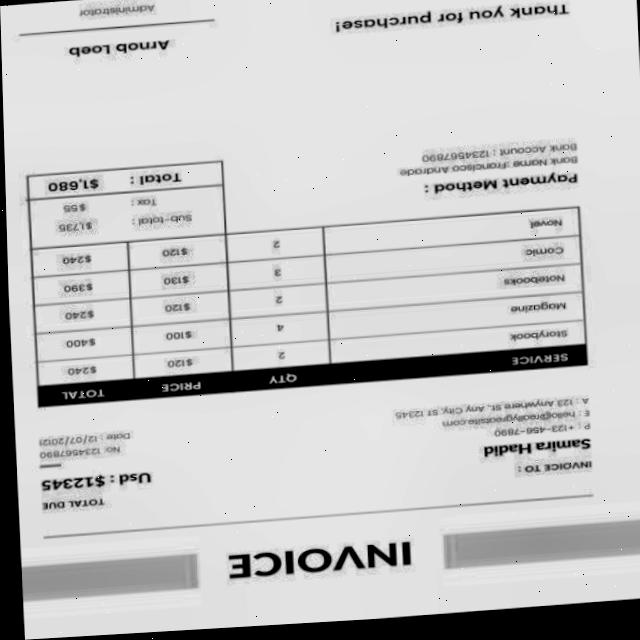 INVOICE
INVOICE TO :
Samira Hadid
P : +123-456-7890
E : hello@reallygreatsite.com
A : 123 Anywhere st., Any City, ST 12345
TOTAL DUE
Usd : $12345
No. 1234567890
Date : 12/07/2021
SERVICE QTY PRICE TOTAL
Storybook 2 $120 $240
Magazine 4 $100 $400
Notebooks 2 $120 $240
Comic 3 $130 $390
Novel 2 $120 $240
Sub-total : $1,735
Tax : $55
Total : $1,680
Payment Method :
Bank Name :Francisco Andrade
Bank Account : 1234567890
Thank you for purchase!
Arnob Loeb
Administrator